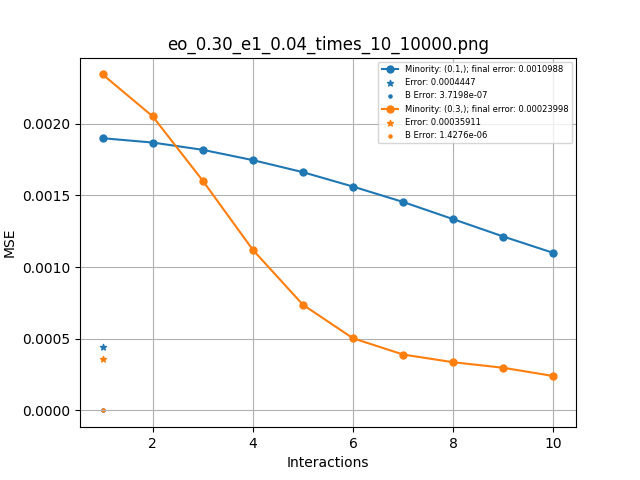 eo_0.30_e1_0.04_times_10_10000.png
Minority: (0.1,); final error: 0.0010988
Error: 0.0004447
B Error: 3.7198e-07
Minority: (0.3,); final error: 0.00023998
Error: 0.00035911
B Error: 1.4276e-06
MSE
0.0020
0.0015
0.0010
0.0005
0.0000
2
4
6
8
10
Interactions